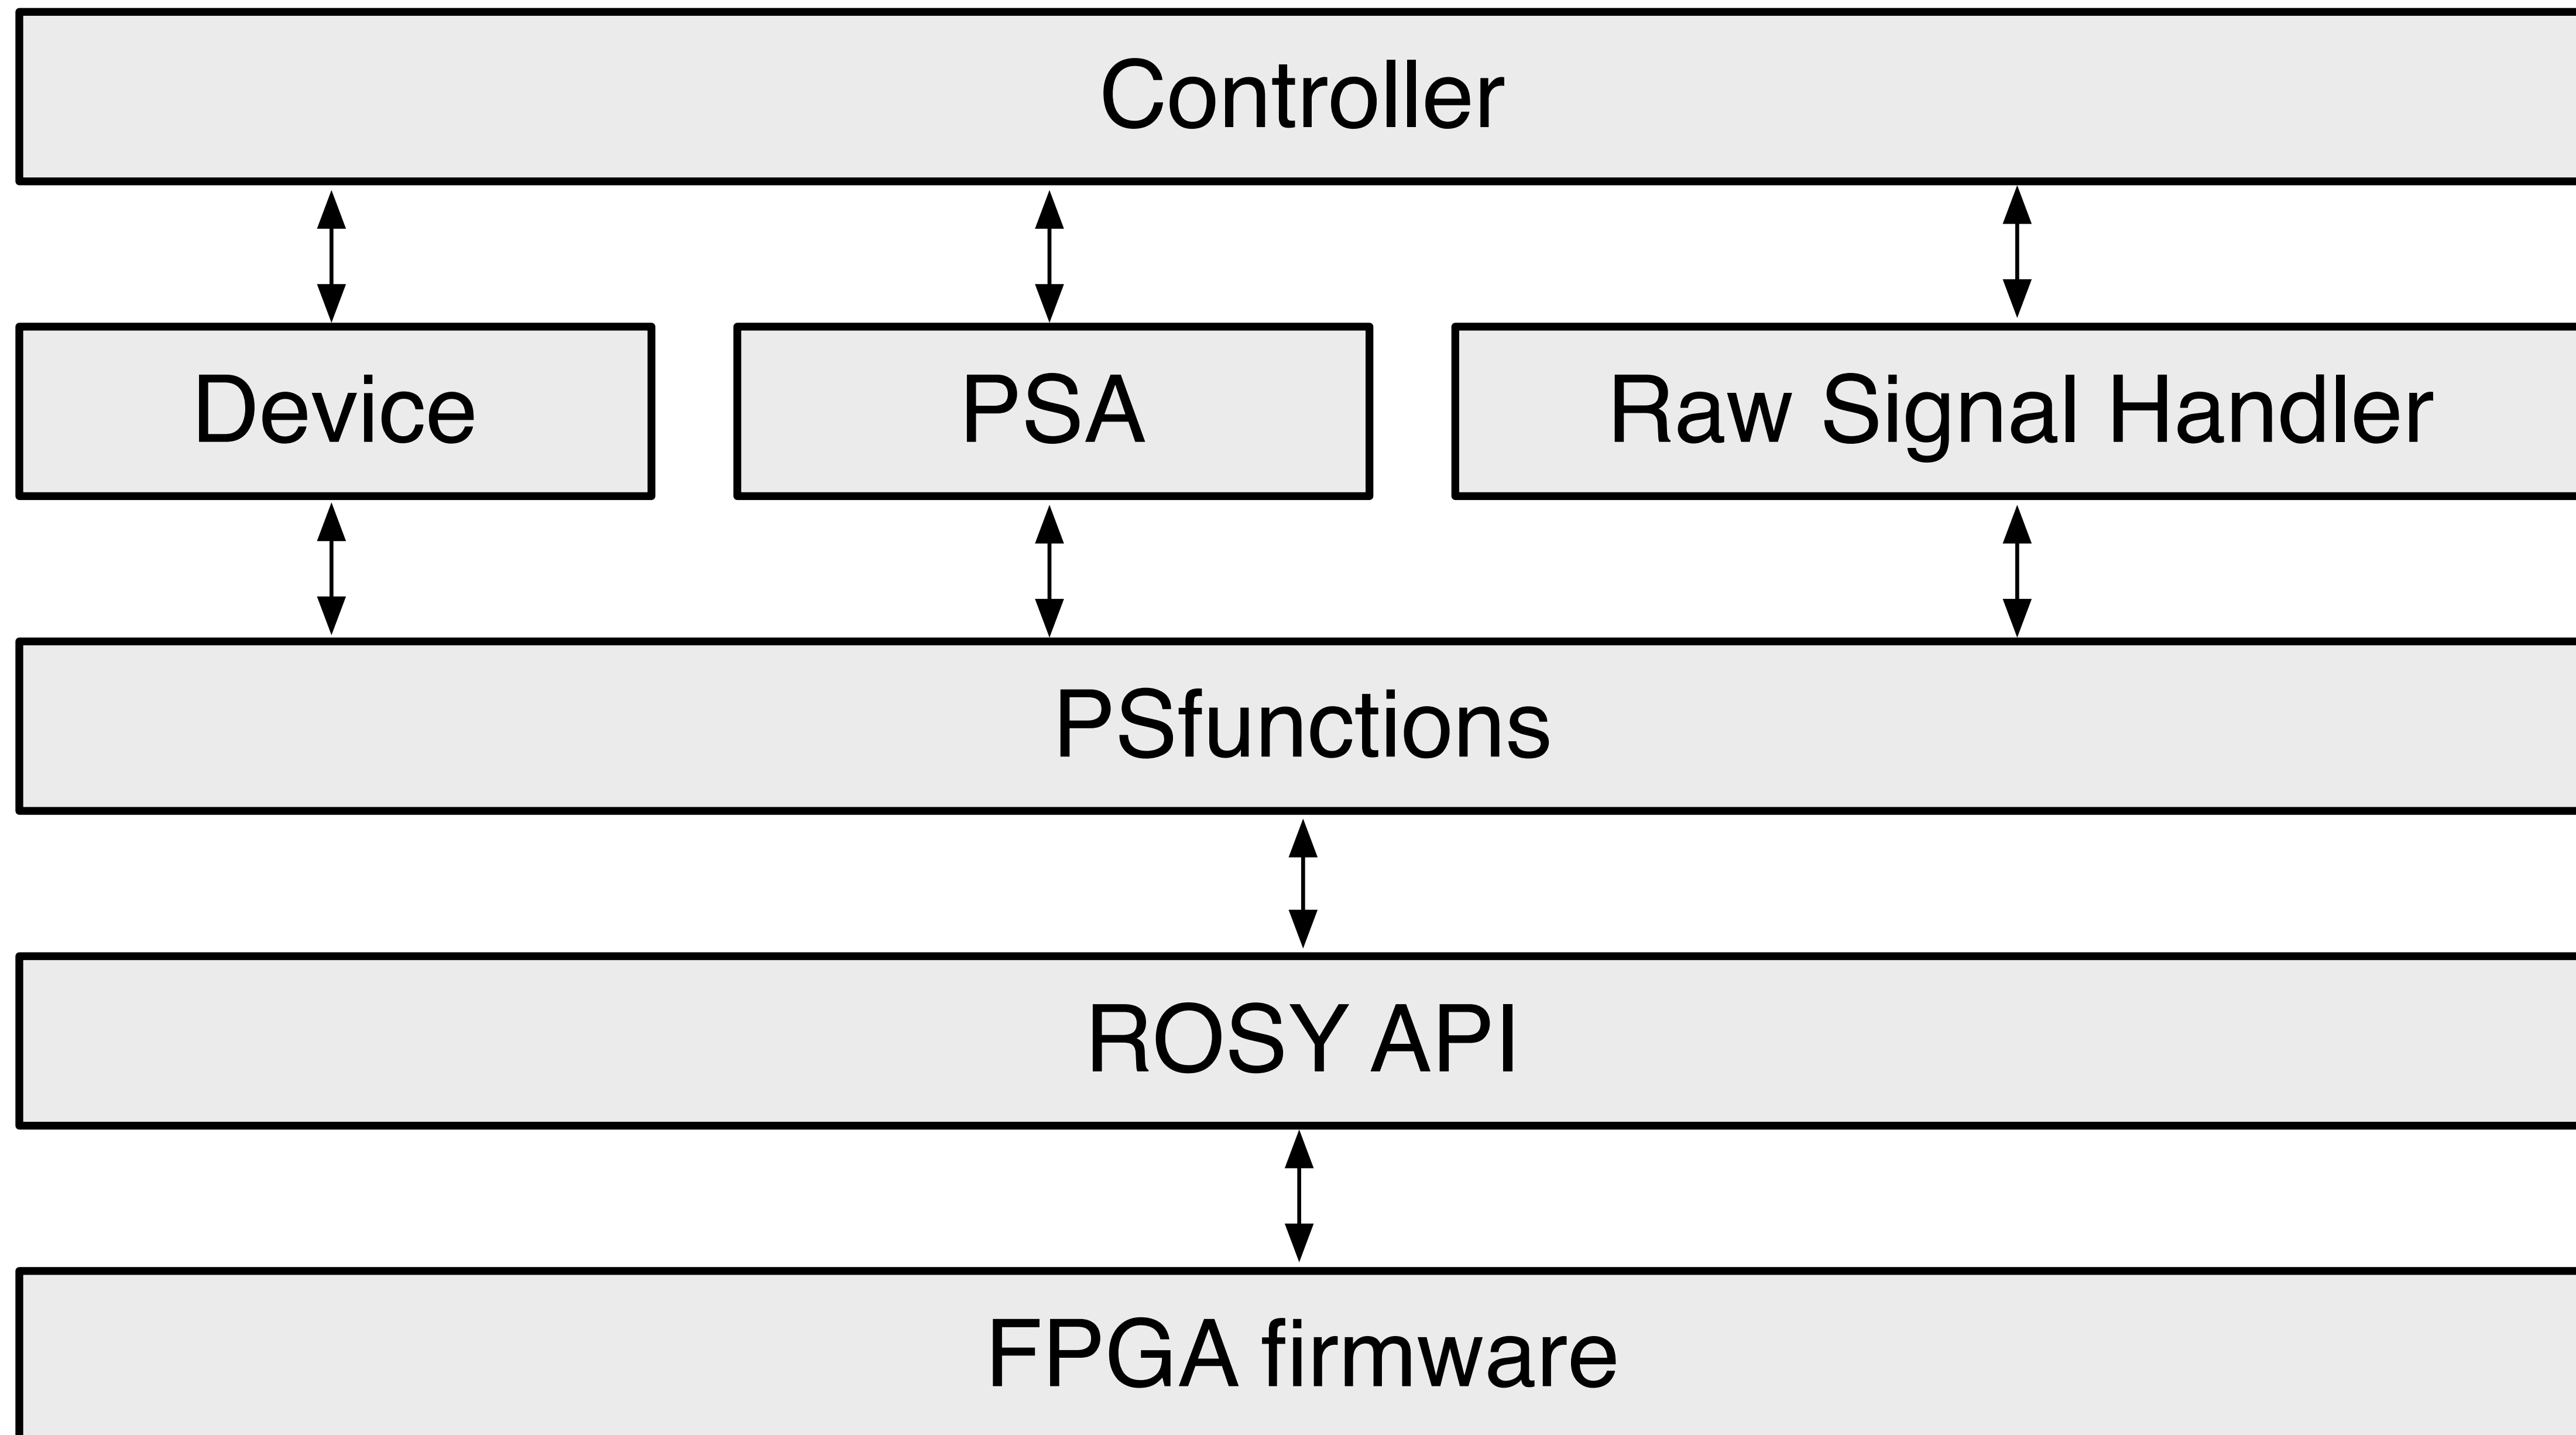 Controller
Device
PSA
Raw Signal Handler
PSfunctions
ROSY API
FPGA firmware